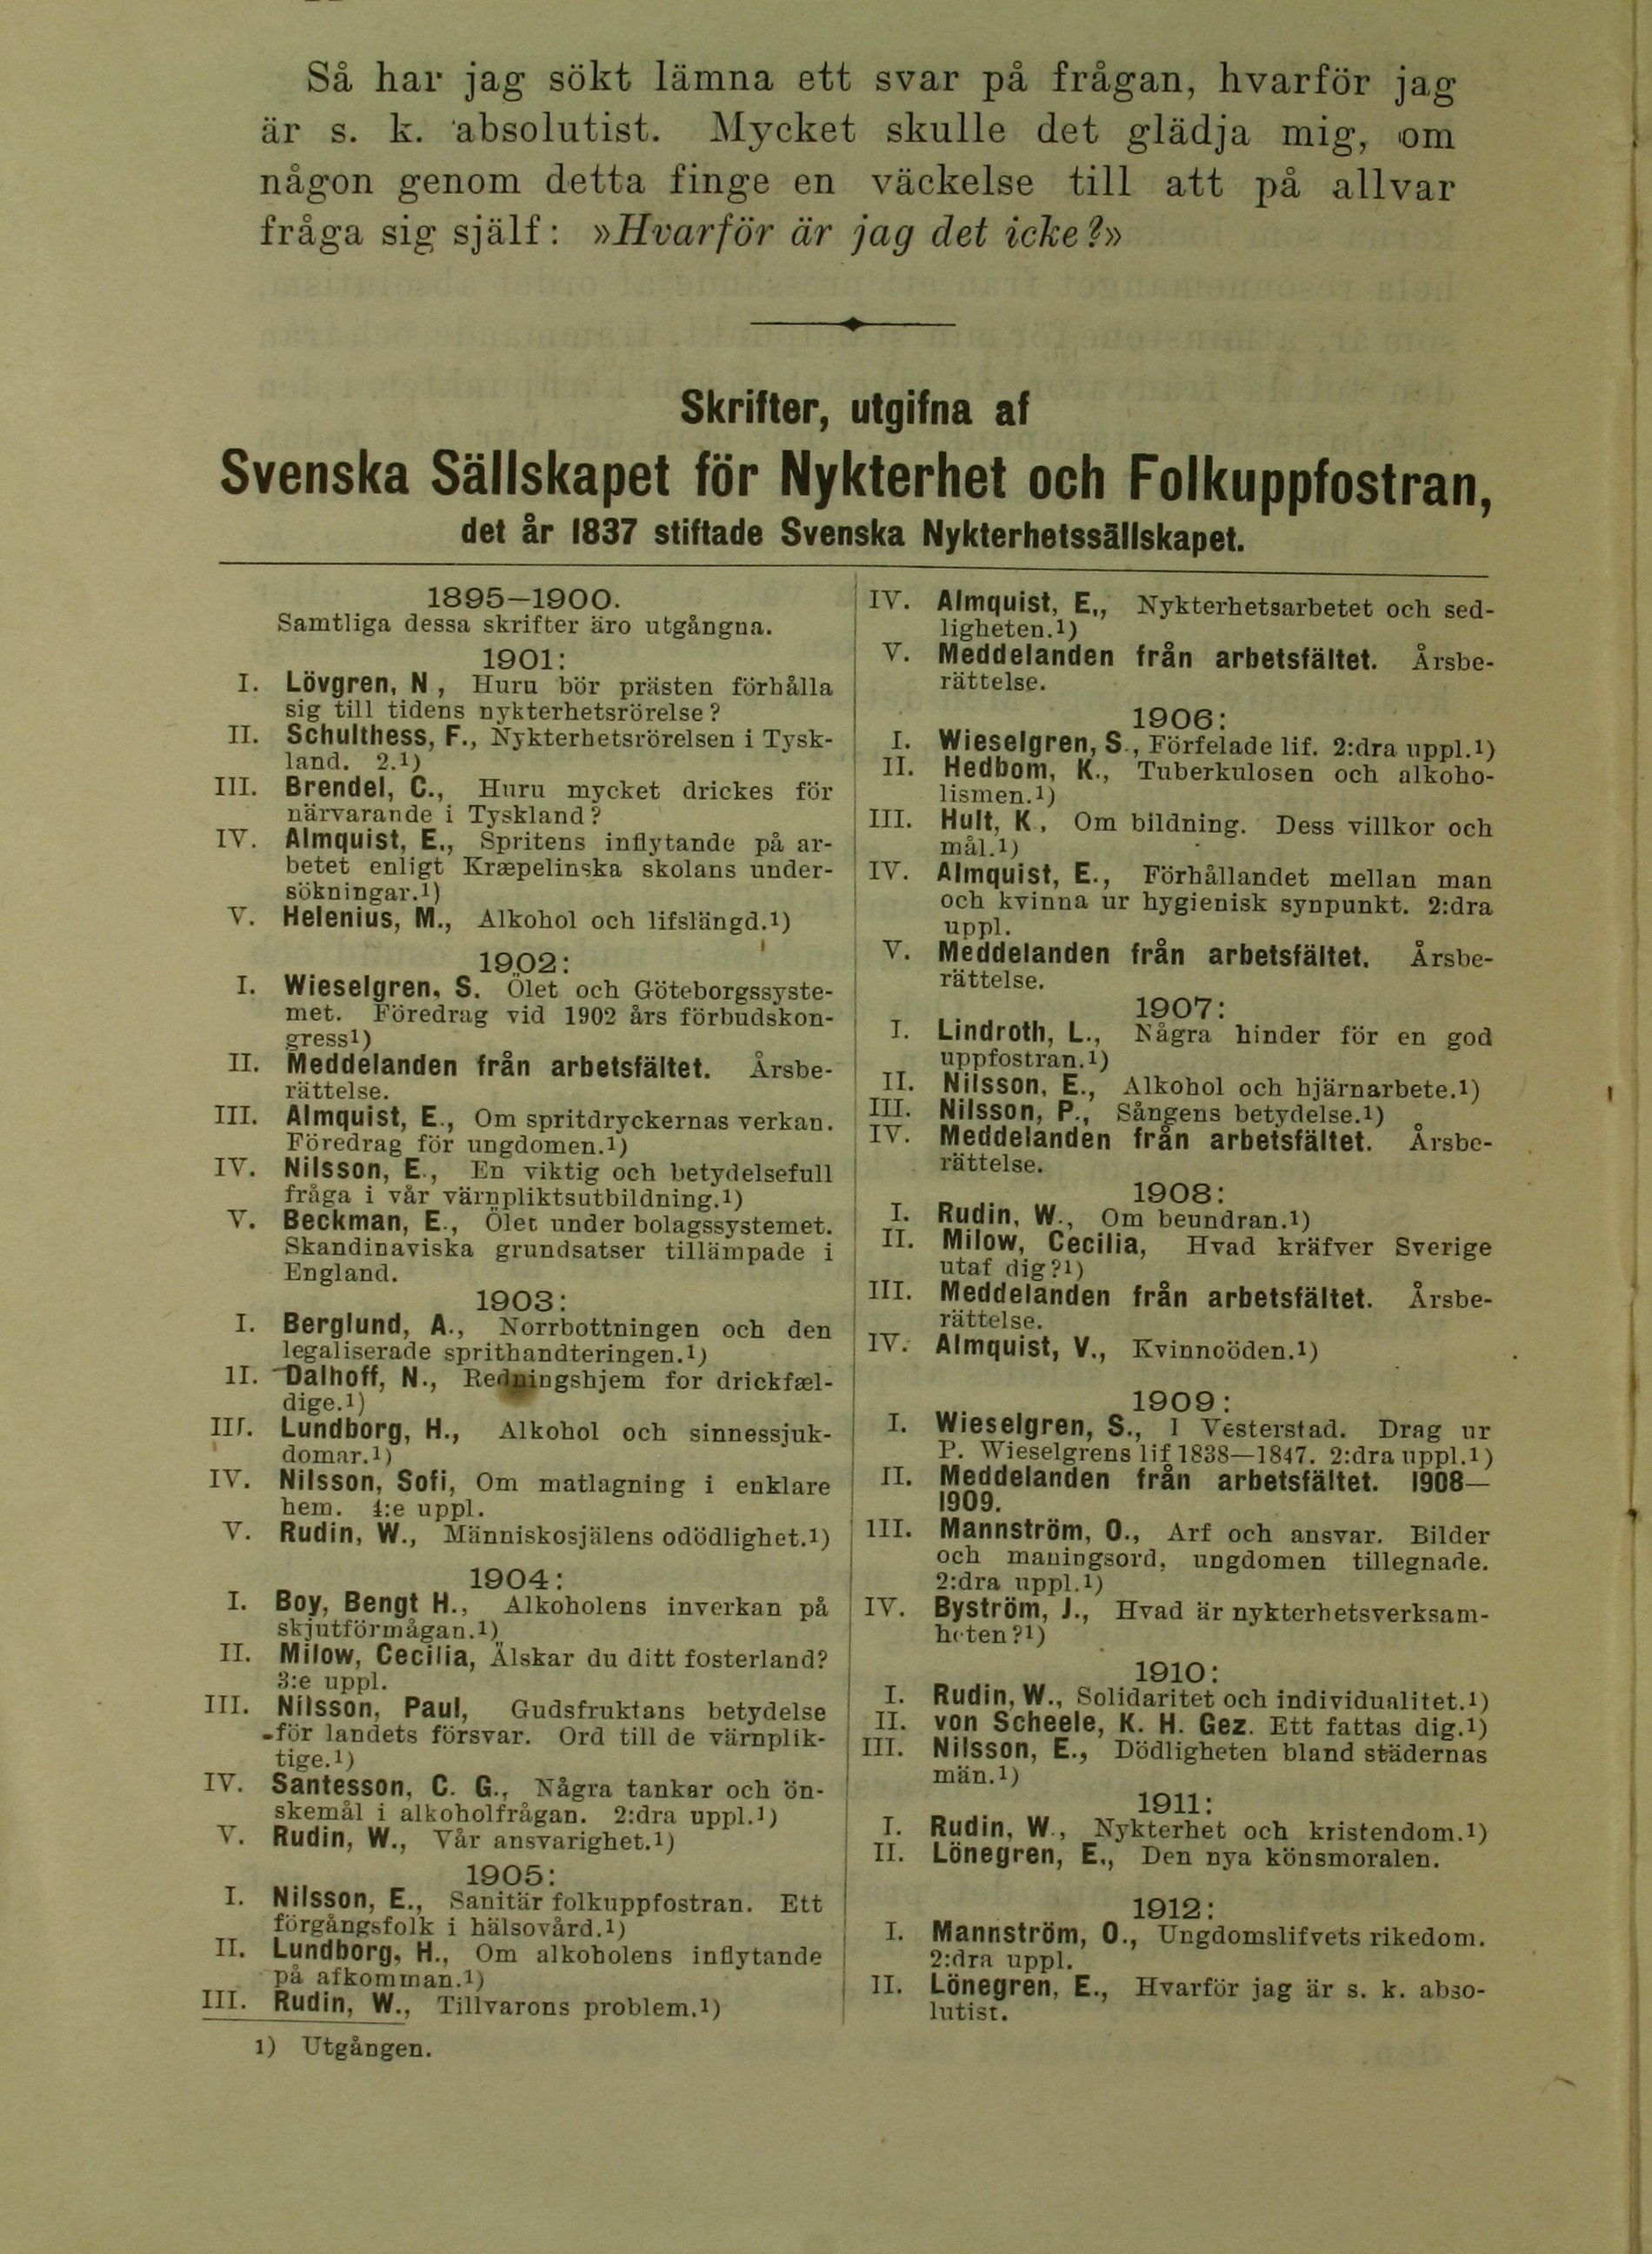 Så har jag sökt lämna ett svar på frågan, hvarför jag
är s. k. absolutist. Mycket skulle det glädja mig, om
någon genom detta finge en väckelse till att på allvar
fråga sig själf: »Hvarför är jag det icke?»
Skrifter, utgifna af
Svenska Sällskapet för Nykterhet och Folkuppfostran,
det år 1837 stiftade Svenska Nykterhetssällskapet.
1895—1900.
Samtliga dessa skrifter äro utgångna.
1901:
I. Lövgren, N, Huru bör prästen förhålla
sig till tidens nykterhetsrörelse?
II. Schulthess, F., Nykterhetsrörelsen i Tysk-
land. 2.1)
III. Brendel, C., Huru mycket drickes för
närvarande i Tyskland?
IV. Almquist, E., Spritens inflytande på ar-
betet enligt Kræpelinska skolans under-
sökningar.1)
V. Helenius, M., Alkohol och lifslängd.1)
1902:
I. Wieselgren, S. Ölet och Göteborgssyste-
met. Föredrag vid 1902 års förbudskon-
gress1)
II. Meddelanden från arbetsfältet. Årsbe-
rättelse.
III. Almquist, E., Om spritdryckernas verkan.
Föredrag för ungdomen.1)
IV. Nilsson, E., En viktig och betydelsefull
fråga i vår värnpliktsutbildning.1)
V. Beckman, E., Ölet under bolagssystemet.
Skandinaviska grundsatser tillämpade i
England.
1903:
I. Berglund, A., Norrbottningen och den
legaliserade sprithandteringen.1)
II. Dalhoff, N., Redningshjem for drickfæl-
dige.1)
III. Lundborg, H., Alkohol och sinnessjuk-
domar.1)
IV. Nilsson, Sofi, Om matlagning i enklare
hem. 4:e uppl.
V. Rudin, W., Människosjälens odödlighet.1)
1904:
I. Boy, Bengt H., Alkoholens inverkan på
skjutförmågan.1)
II. Milow, Cecilia, Älskar du ditt fosterland?
3:e uppl.
III. Nilsson, Paul, Gudsfruktans betydelse
för landets försvar. Ord till de värnplik-
tige.1)
IV. Santesson, C. G., Några tankar och ön-
skemål i alkoholfrågan. 2:dra uppl.1)
V. Rudin, W., Vår ansvarighet.1)
1905:
I. Nilsson, E., Sanitär folkuppfostran. Ett
förgångsfolk i hälsovård.1)
II. Lundborg, H., Om alkoholens inflytande
på afkomman.1)
III. Rudin, W., Tillvarons problem.1)
1) Utgången.
IV. Almquist, E., Nykterhetsarbetet och sed-
ligheten.1)
V. Meddelanden från arbetsfältet. Årsbe-
rättelse.
1906:
I. Wieselgren, S., Förfelade lif. 2:dra uppl.1)
II. Hedbom, K., Tuberkulosen och alkoho-
lismen.1)
III. Hult, K, Om bildning. Dess villkor och
mål.1)
IV. Almquist, E., Förhållandet mellan man
och kvinna ur hygienisk synpunkt. 2:dra
uppl.
V. Meddelanden från arbetsfältet. Årsbe-
rättelse.
1907:
I. Lindroth, L., Några hinder för en god
uppfostran.1)
II. Nilsson, E., Alkohol och hjärnarbete.1)
III. Nilsson, P., Sångens betydelse.1)
IV. Meddelanden från arbetsfältet. Årsbe-
rättelse.
1908:
I. Rudin, W., Om beundran.1)
II. Milow, Cecilia, Hvad kräfver Sverige
utaf dig?1)
III. Meddelanden från arbetsfältet. Årsbe-
rättelse.
IV. Almquist, V., Kvinnoöden.1)
1909:
I. Wieselgren, S., I Vesterstad. Drag ur
P. Wieselgrens lif 1838—1847. 2:dra uppl.1)
II. Meddelanden från arbetsfältet. 1908—
1909.
III. Mannström, O., Arf och ansvar. Bilder
och maningsord, ungdomen tillegnade.
2:dra uppl.1)
IV. Byström, J., Hvad är nykterhetsverksam-
heten?1)
1910:
I. Rudin, W., Solidaritet och individualitet.1)
II. von Scheele, K. H. Gez. Ett fattas dig.1)
III. Nilsson, E., Dödligheten bland städernas
män.1)
1911:
I. Rudin, W., Nykterhet och kristendom.1)
II. Lönegren, E., Den nya könsmoralen.
1912:
I. Mannström, O., Ungdomslifvets rikedom.
2:dra uppl.
II. Lönegren, E., Hvarför jag är s. k. abso-
lutist.